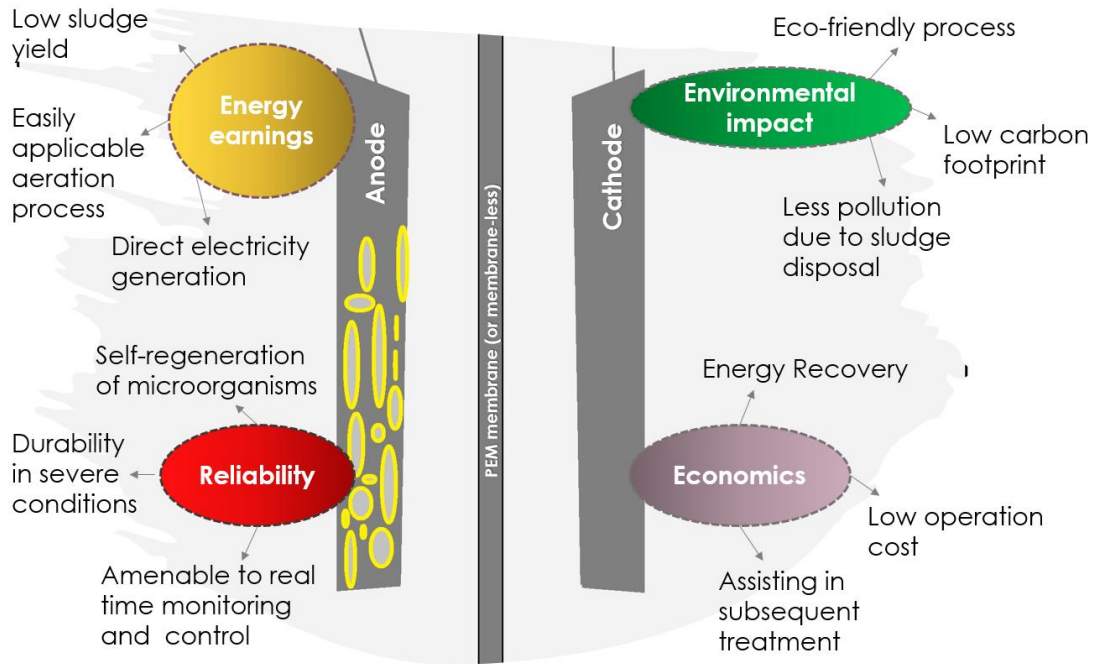 Low sludge
yield
Easily
applicable
aeration
process
Energy
earnings
Direct electricity
generation
Anode
Self-regeneration
of microorganisms
Durability
in severe
conditions
Reliability
Amenable to real
time monitoring
and control
PEM membrane (or membrane-less)
Cathode
Eco-friendly process
Environmental
impact
Low carbon
footprint
Less pollution
due to sludge
disposal
Energy Recovery
Economics
Low operation
cost
Assisting in
subsequent
treatment